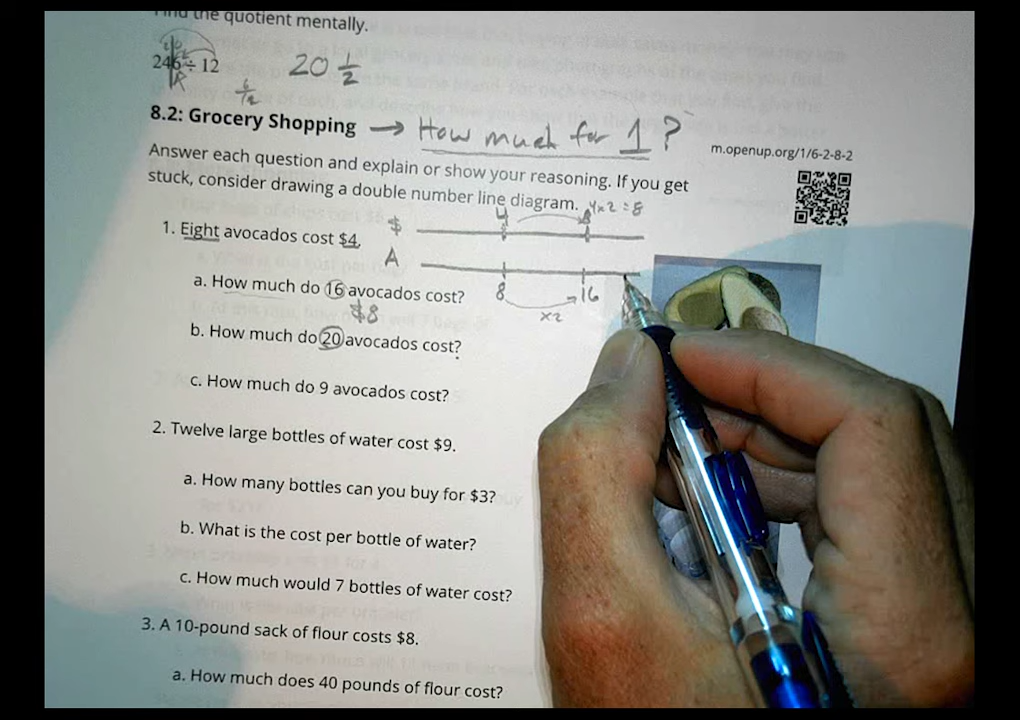 the quotient mentally.
246 ÷ 12 20 1/2
6/12
8.2: Grocery Shopping → How much for 1?
m.openup.org/1/6-2-8-2
Answer each question and explain or show your reasoning. If you get
stuck, consider drawing a double number line diagram.
4x2=8
$ 4 8
1. Eight avocados cost $4.
A
8 16
x2
a. How much do 16 avocados cost?
$8
b. How much do 20 avocados cost?
c. How much do 9 avocados cost?
2. Twelve large bottles of water cost $9.
a. How many bottles can you buy for $3?
b. What is the cost per bottle of water?
c. How much would 7 bottles of water cost?
3. A 10-pound sack of flour costs $8.
a. How much does 40 pounds of flour cost?